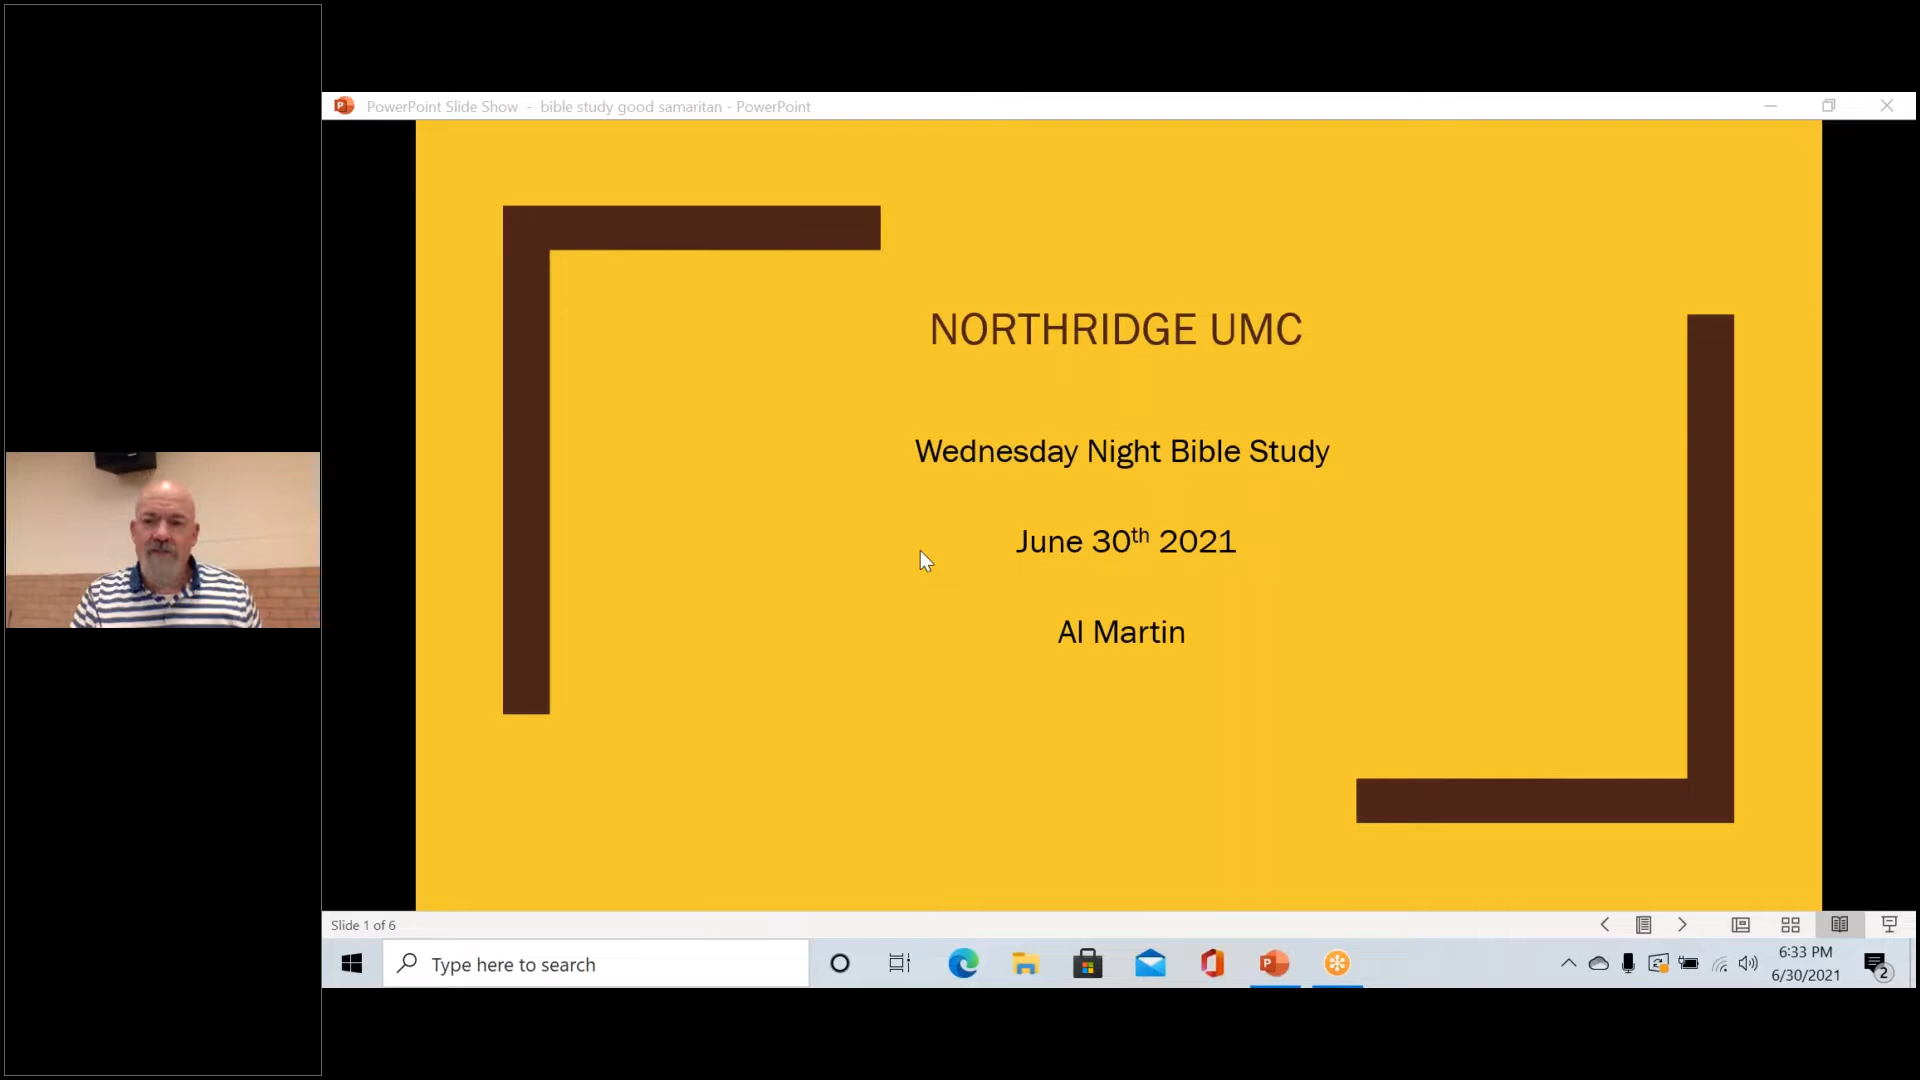 PowerPoint Slide Show - bible study good samaritan - PowerPoint
NORTHRIDGE UMC
Wednesday Night Bible Study
June 30th 2021
Al Martin
Slide 1 of 6
Type here to search
6:33 PM
6/30/2021
2